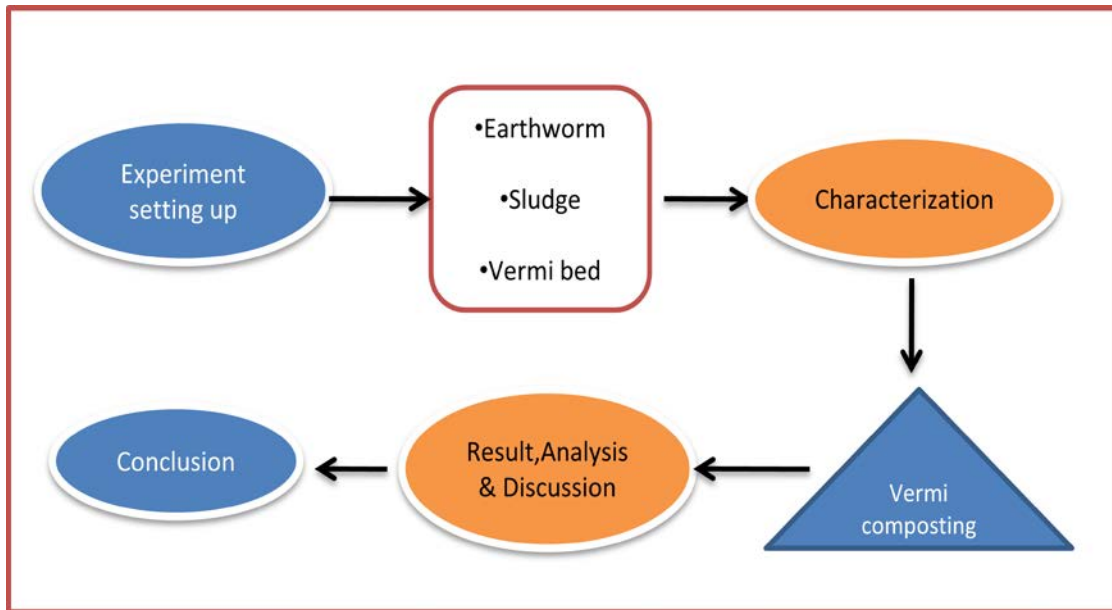 Experiment
setting up
•Earthworm
•Sludge
•Vermi bed
Characterization
Vermi
composting
Result,Analysis
& Discussion
Conclusion